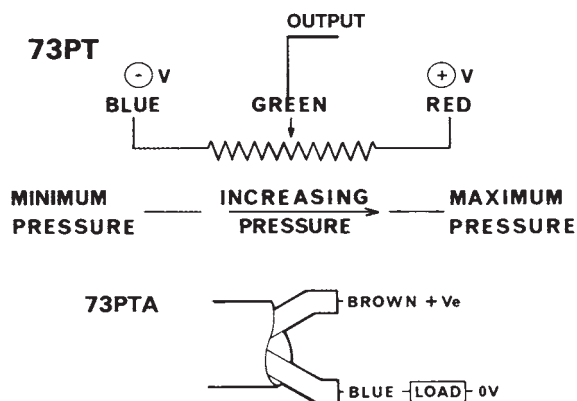 OUTPUT
73PT
- V + V
BLUE GREEN RED
MINIMUM INCREASING MAXIMUM
PRESSURE PRESSURE PRESSURE
73PTA
BROWN +Ve
BLUE LOAD 0V